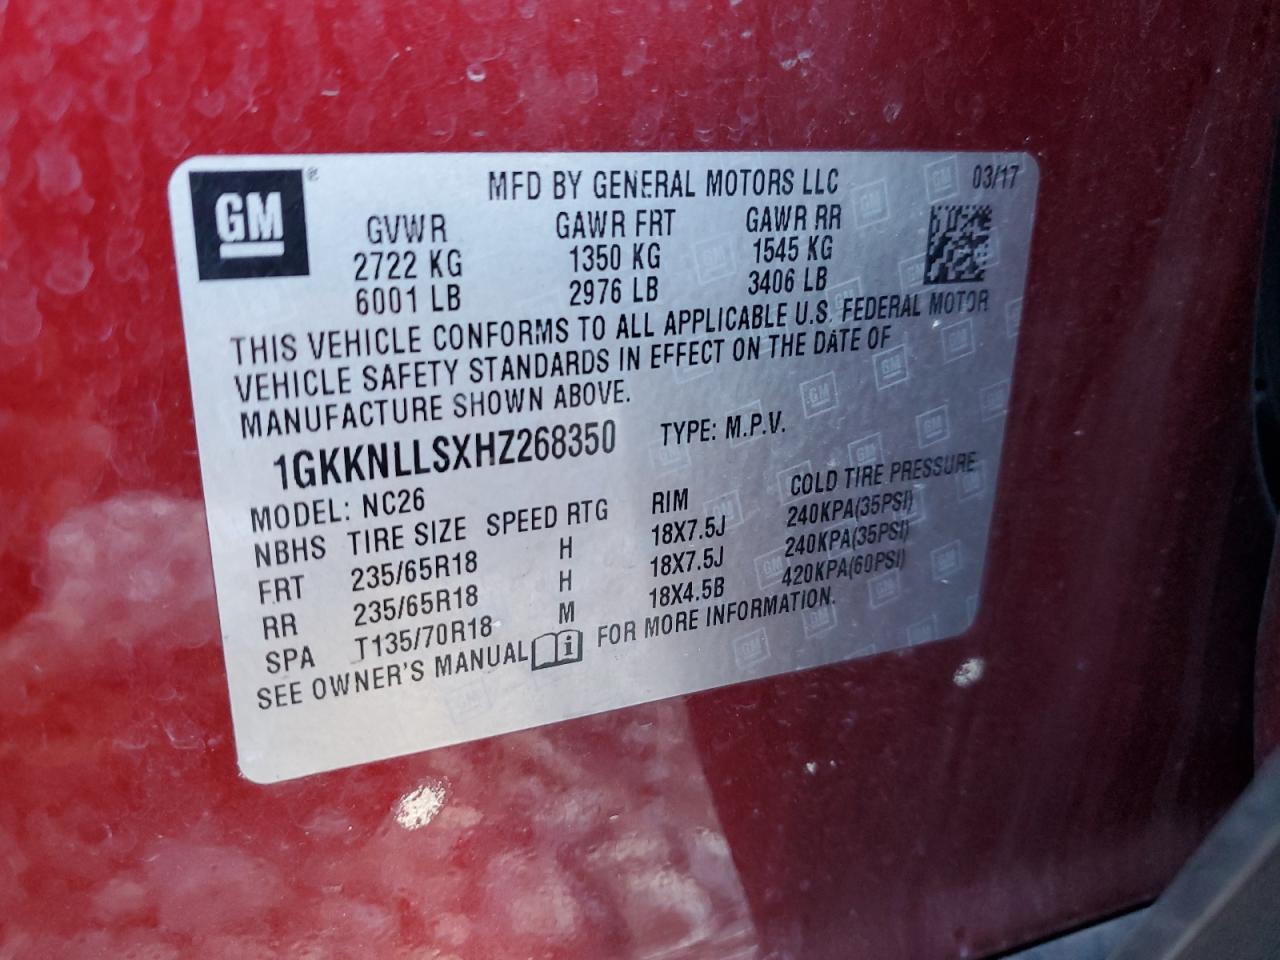 GM ® MFD BY GENERAL MOTORS LLC 03/17
GVWR GAWR FRT GAWR RR
2722 KG 1350 KG 1545 KG
6001 LB 2976 LB 3406 LB
THIS VEHICLE CONFORMS TO ALL APPLICABLE U.S. FEDERAL MOTOR
VEHICLE SAFETY STANDARDS IN EFFECT ON THE DATE OF
MANUFACTURE SHOWN ABOVE.
1GKKNLLSXHZ268350 TYPE: M.P.V.
MODEL: NC26
NBHS TIRE SIZE SPEED RTG RIM COLD TIRE PRESSURE
FRT 235/65R18 H 18X7.5J 240KPA(35PSI)
RR 235/65R18 H 18X7.5J 240KPA(35PSI)
SPA T135/70R18 M 18X4.5B 420KPA(60PSI)
SEE OWNER'S MANUAL i FOR MORE INFORMATION.